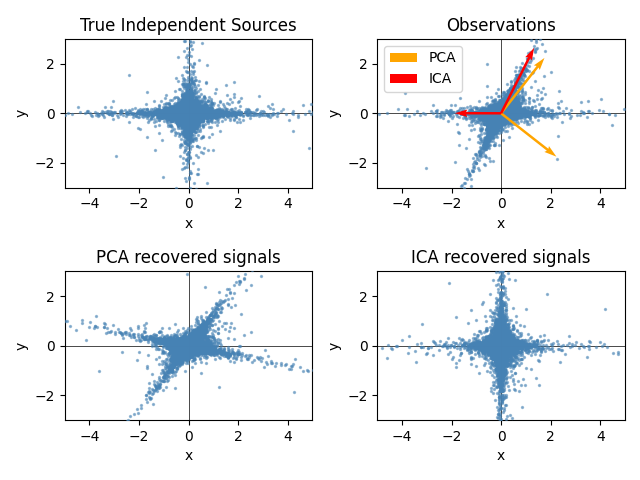 True Independent Sources
Observations
2
0
−2
y
−4 −2 0 2 4
x
2
0
−2
y
PCA
ICA
−4 −2 0 2 4
x
PCA recovered signals
ICA recovered signals
2
0
−2
y
−4 −2 0 2 4
x
2
0
−2
y
−4 −2 0 2 4
x